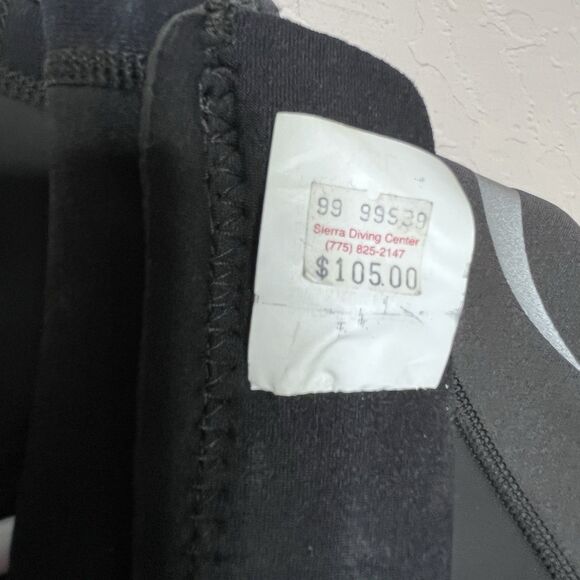 99 99539
Sierra Diving Center
(775) 825-2147
$105.00